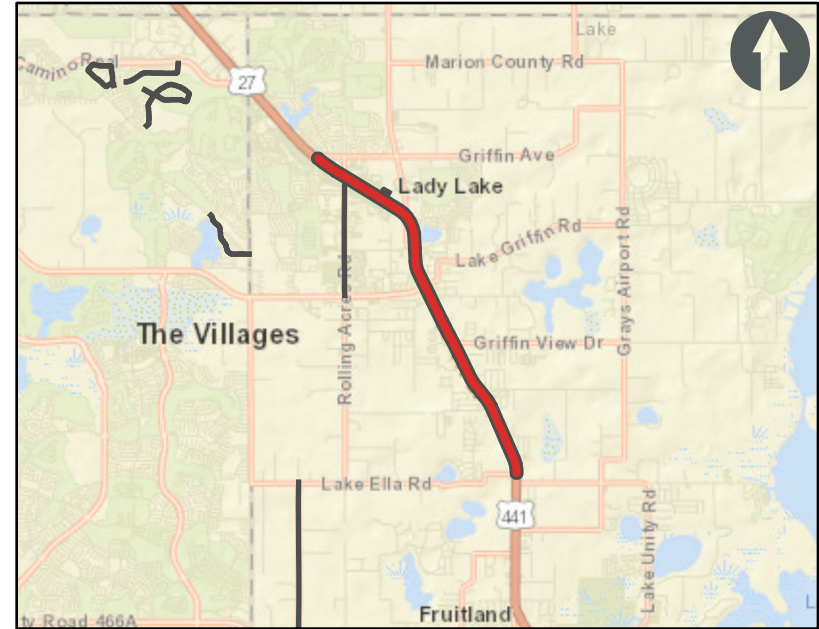 Lake
Camino Real
Marion County Rd
27
Griffin Ave
Lady Lake
Lake Griffin Rd
Grays Airport Rd
The Villages
Rolling Acres Rd
Griffin View Dr
Lake Ella Rd
441
Lake Unity Rd
Fruitland
ty Road 466A
L